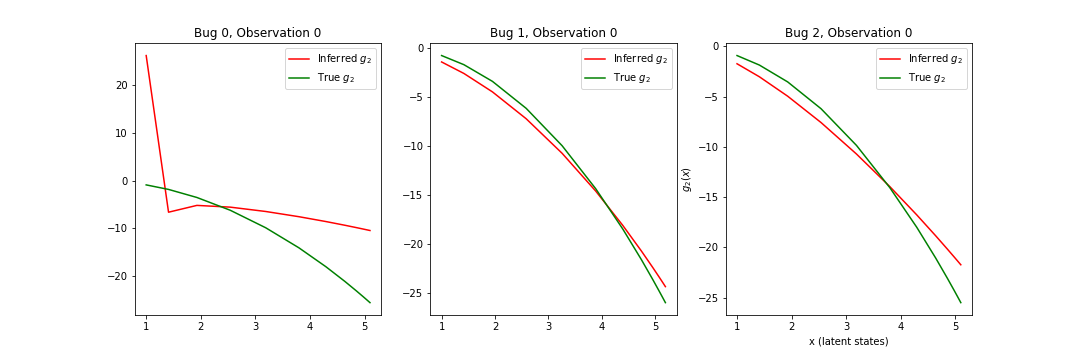 Bug 0, Observation 0
Inferred g₂
True g₂
20
10
0
−10
−20
1
2
3
4
5
Bug 1, Observation 0
Inferred g₂
True g₂
0
−5
−10
−15
−20
−25
1
2
3
4
5
Bug 2, Observation 0
Inferred g₂
True g₂
g₂(x)
0
−5
−10
−15
−20
−25
1
2
3
4
5
x (latent states)